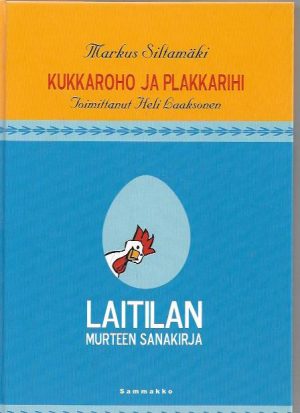 Markus Siltamäki
KUKKAROHO JA PLAKKARIHI
Toimittanut Heli Laaksonen
LAITILAN
MURTEEN SANAKIRJA
Sammakko